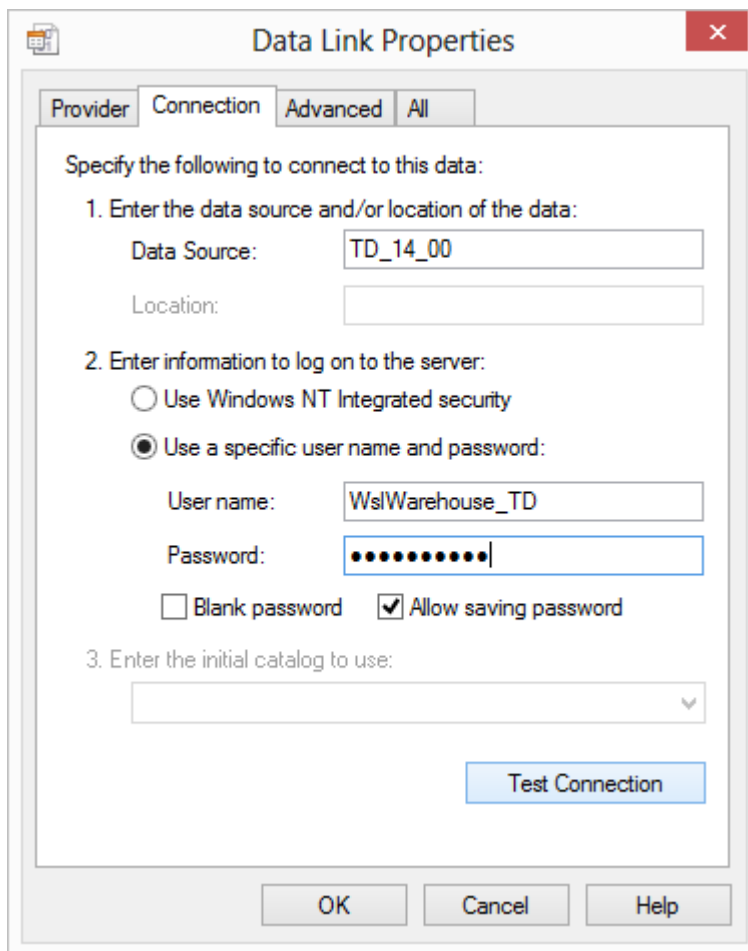 Data Link Properties
Provider Connection Advanced All
Specify the following to connect to this data:
1. Enter the data source and/or location of the data:
Data Source: TD_14_00
Location:
2. Enter information to log on to the server:
Use Windows NT Integrated security
Use a specific user name and password:
User name: WslWarehouse_TD
Password: ●●●●●●●●●●
Blank password Allow saving password
3. Enter the initial catalog to use:
Test Connection
OK Cancel Help